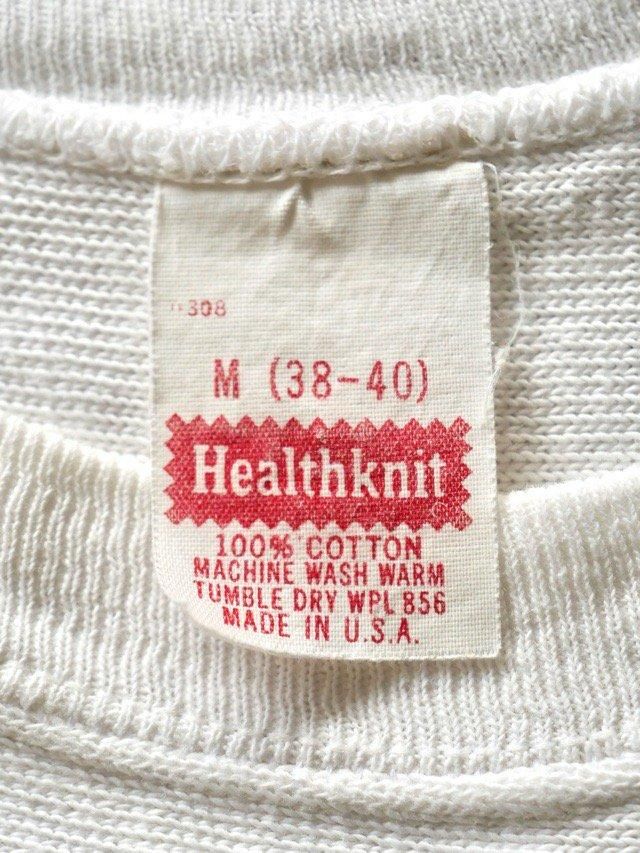 308
M (38-40)
Healthknit
100% COTTON
MACHINE WASH WARM
TUMBLE DRY WPL 856
MADE IN U.S.A.